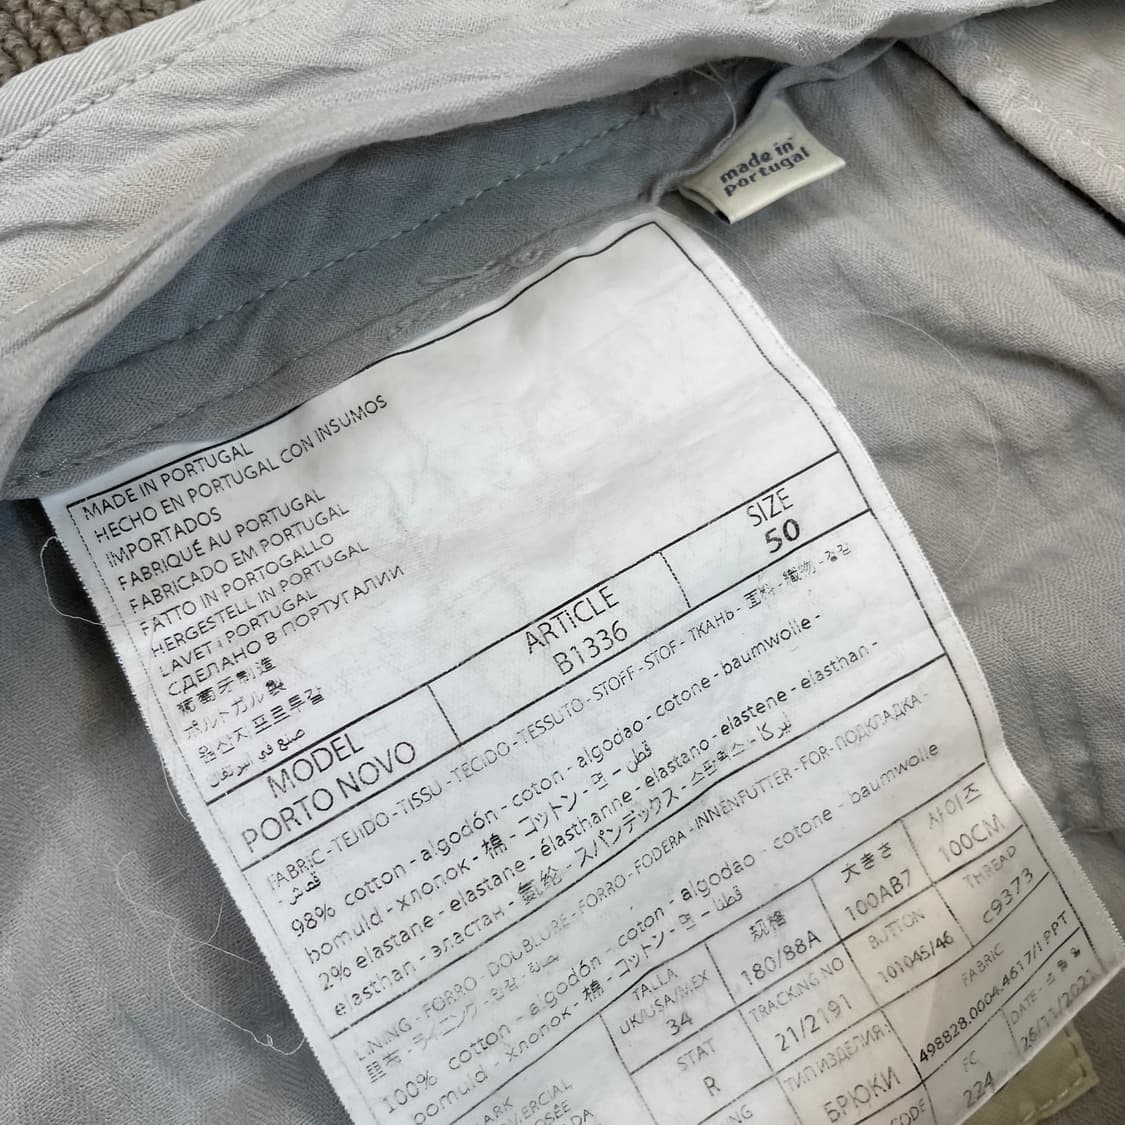 made in
portugal
MADE IN PORTUGAL
HECHO EN PORTUGAL CON INSUMOS
IMPORTADOS
FABRIQUÉ AU PORTUGAL
FABRICADO EM PORTUGAL
FATTO IN PORTOGALLO
HERGESTELL IN PORTUGAL
LAVET I PORTUGAL
СДЕЛАНО В ПОРТУГАЛИИ
葡萄牙制造
ポルトガル製
원산지 포르투갈
MODEL
PORTO NOVO
ARTICLE
B1336
SIZE
50
FABRIC - TEJIDO - TISSU - TECIDO - TESSUTO - STOFF - STOF - ТКАНЬ - 面料 - 織物 -
قماش -
98% cotton - algodón - coton - algodao - cotone - baumwolle -
bomuld - хлопок - 棉 - コットン - 면 - قطن
2% elastane - elastane - élasthanne - elastano - elastene - elasthan -
elasthan - эластан - 氨纶 - スパンデックス - 스판덱스 -
LINING - FORRO - DOUBLURE - FORRO - FODERA - INNENFUTTER - FOR - ПОДКЛАДКА -
里布 - ライニング -
100% cotton - algodón - coton - algodao - cotone - baumwolle
bomuld - хлопок - 棉 - コットン - 면 - قطن
TALLA
UK/USA/MEX
34
规格
180/88A
大きさ
100AB7
사이즈
100CM
STAT
R
TRACKING NO
21/2191
BUTTON
101045/46
THREAD
C9373
ТИП ИЗДЕЛИЯ:
БРЮКИ
FABRIC
498828.0004.4617/1 PPT
FC
224
DATE -